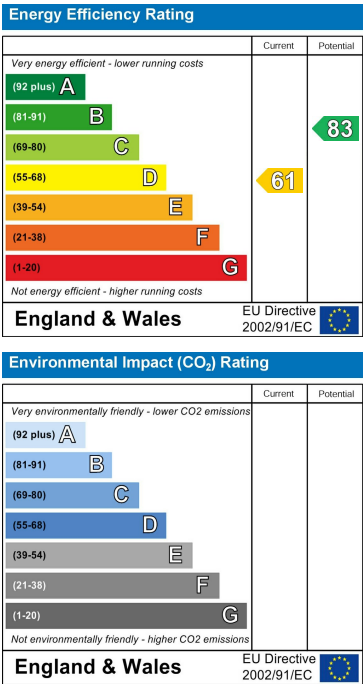 Energy Efficiency Rating
Current Potential
Very energy efficient - lower running costs
(92 plus) A
(81-91) B
(69-80) C
(55-68) D
(39-54) E
(21-38) F
(1-20) G
61
83
Not energy efficient - higher running costs
England & Wales
EU Directive
2002/91/EC
Environmental Impact (CO₂) Rating
Current Potential
Very environmentally friendly - lower CO2 emissions
(92 plus) A
(81-91) B
(69-80) C
(55-68) D
(39-54) E
(21-38) F
(1-20) G
Not environmentally friendly - higher CO2 emissions
England & Wales
EU Directive
2002/91/EC